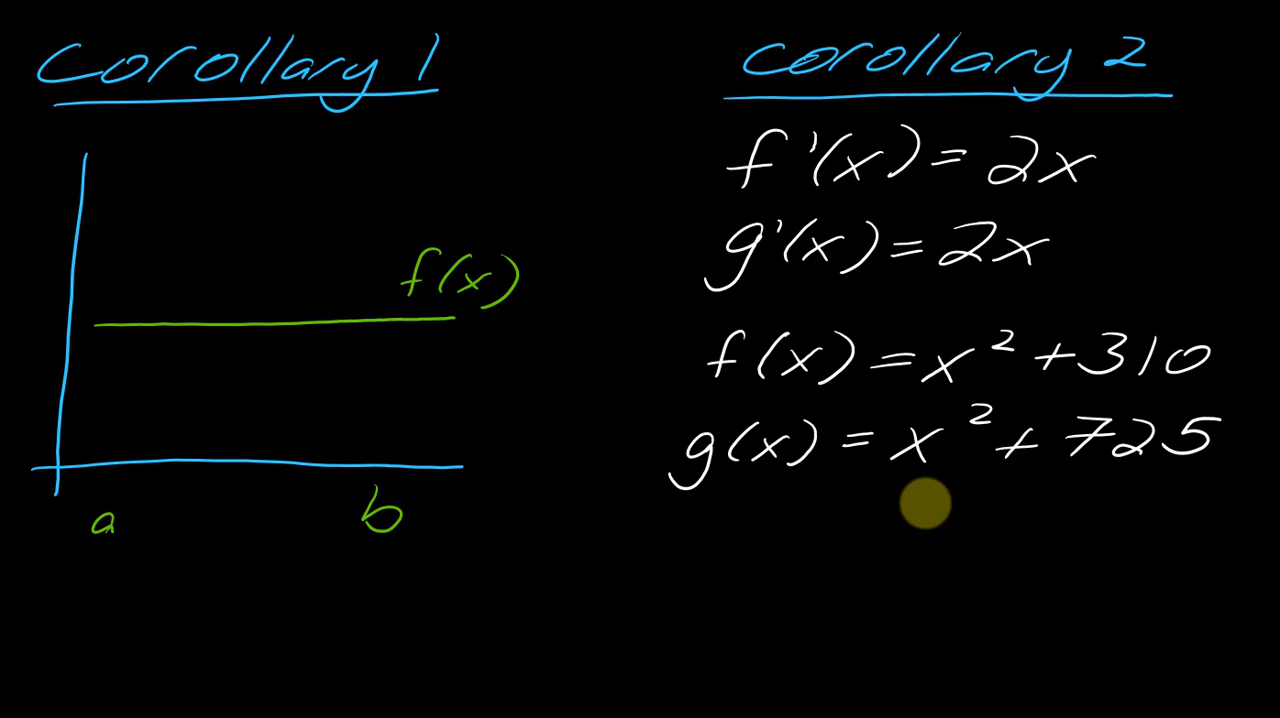 Corollary 1
f(x)
a b
Corollary 2
f'(x) = 2x
g'(x) = 2x
f(x) = x² + 310
g(x) = x² + 725